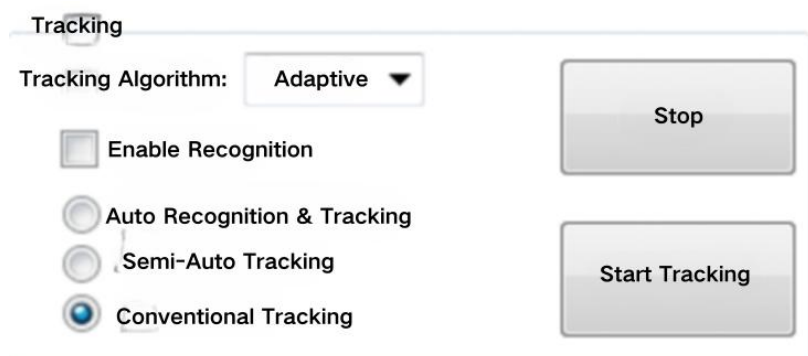 Tracking
Tracking Algorithm: Adaptive
Stop
Enable Recognition
Auto Recognition & Tracking
Semi-Auto Tracking
Start Tracking
Conventional Tracking